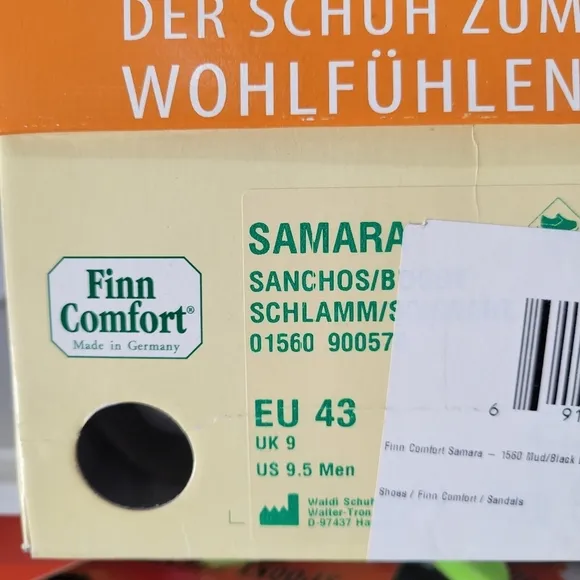 DER SCHUH ZUM
WOHLFÜHLEN
Finn
Comfort®
Made in Germany
SAMARA
SANCHOS/B
SCHLAMM/S
01560 90057
EU 43
UK 9
US 9.5 Men
Waldi Schuh
Walter-Tron
D-97437 Ha
6 91
Finn Comfort Samara – 1560 Mud/Black
Shoes / Finn Comfort / Sandals